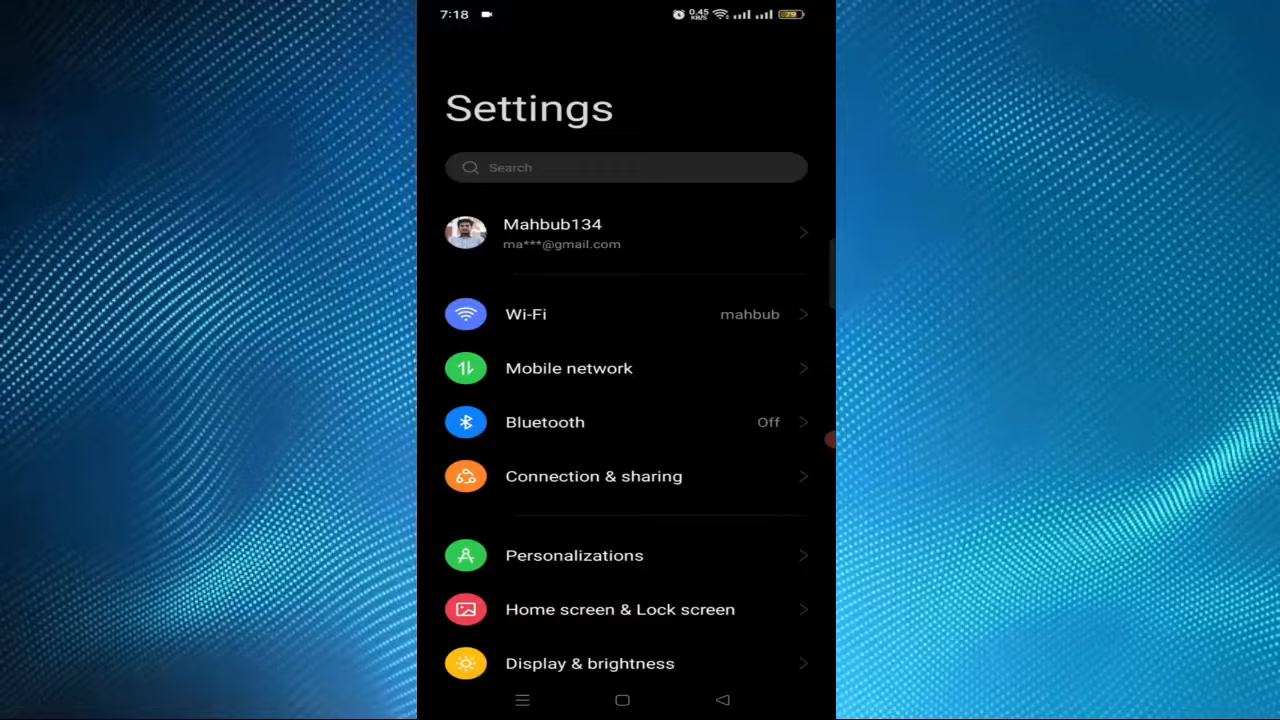 7:18
0.45
KB/S
79
Settings
Search
Mahbub134
ma***@gmail.com
Wi-Fi mahbub
Mobile network
Bluetooth Off
Connection & sharing
Personalizations
Home screen & Lock screen
Display & brightness